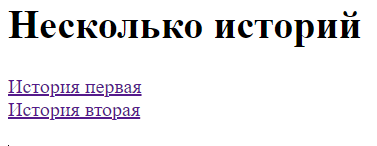 Несколько историй
История первая
История вторая